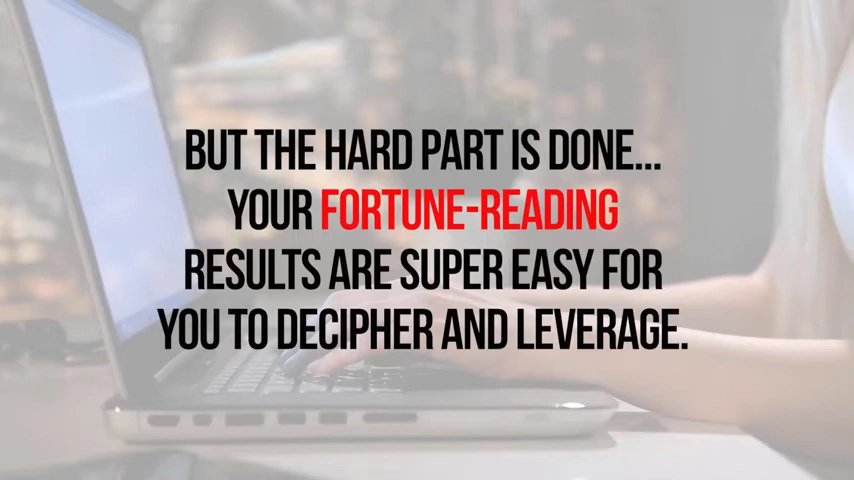 BUT THE HARD PART IS DONE...
YOUR FORTUNE-READING
RESULTS ARE SUPER EASY FOR
YOU TO DECIPHER AND LEVERAGE.